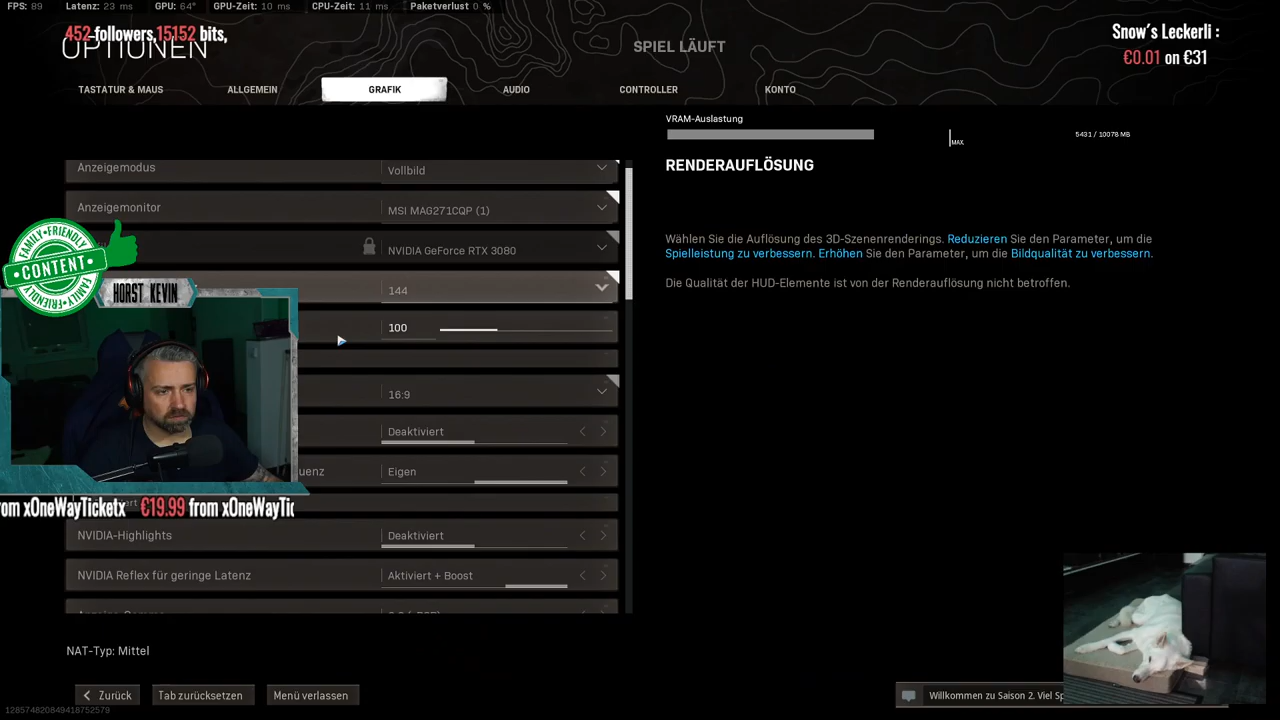 FPS: 89 Latenz: 23 ms GPU: 64° GPU-Zeit: 10 ms CPU-Zeit: 11 ms Paketverlust 0 %
452 followers, 15152 bits,
OPTIONEN
SPIEL LÄUFT
Snow's Leckerli :
€0.01 on €31
TASTATUR & MAUS ALLGEMEIN GRAFIK AUDIO CONTROLLER KONTO
VRAM-Auslastung
5431 / 10078 MB
MAX.
RENDERAUFLÖSUNG
Anzeigemodus Vollbild
Anzeigemonitor MSI MAG271CQP (1)
NVIDIA GeForce RTX 3080
Wählen Sie die Auflösung des 3D-Szenenrenderings. Reduzieren Sie den Parameter, um die
Spielleistung zu verbessern. Erhöhen Sie den Parameter, um die Bildqualität zu verbessern.
Die Qualität der HUD-Elemente ist von der Renderauflösung nicht betroffen.
FAMILY-FRIENDLY
CONTENT
FAMILY-FRIENDLY
HORST KEVIN
144
100
16:9
Deaktiviert
uenz Eigen
rom xOneWayTicketx €19.99 from xOneWayTic
NVIDIA-Highlights Deaktiviert
NVIDIA Reflex für geringe Latenz Aktiviert + Boost
NAT-Typ: Mittel
Zurück Tab zurücksetzen Menü verlassen
Willkommen zu Saison 2. Viel Sp
128574820849418752579